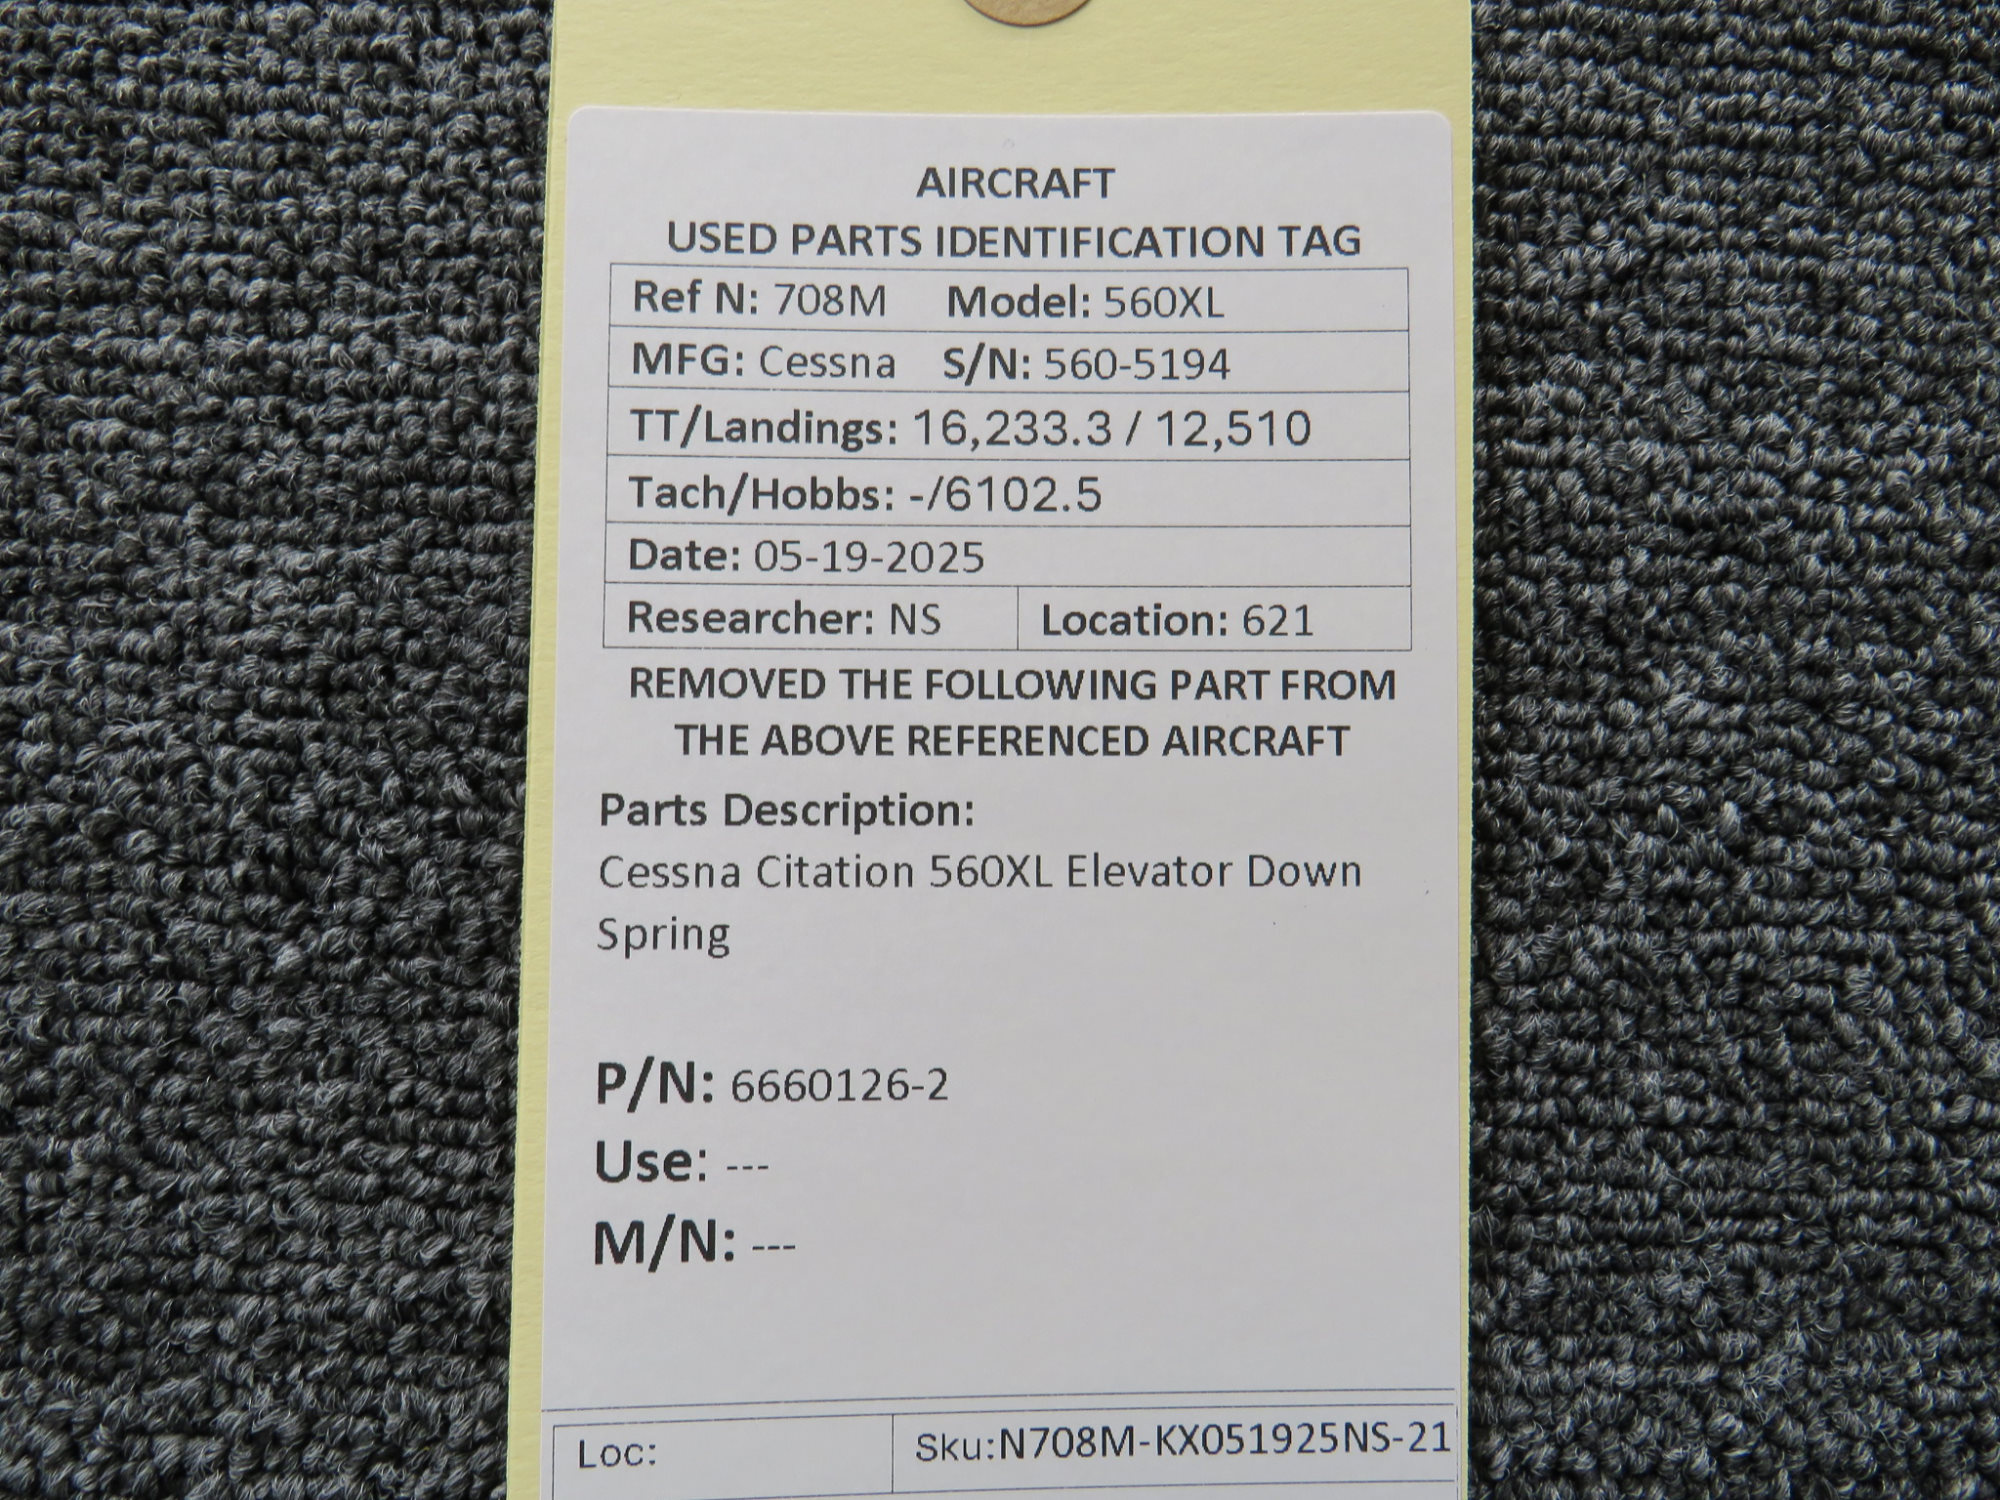 AIRCRAFT
USED PARTS IDENTIFICATION TAG
Ref N: 708M Model: 560XL
MFG: Cessna S/N: 560-5194
TT/Landings: 16,233.3 / 12,510
Tach/Hobbs: -/6102.5
Date: 05-19-2025
Researcher: NS Location: 621
REMOVED THE FOLLOWING PART FROM
THE ABOVE REFERENCED AIRCRAFT
Parts Description:
Cessna Citation 560XL Elevator Down
Spring
P/N: 6660126-2
Use: ---
M/N: ---
Loc: Sku:N708M-KX051925NS-21